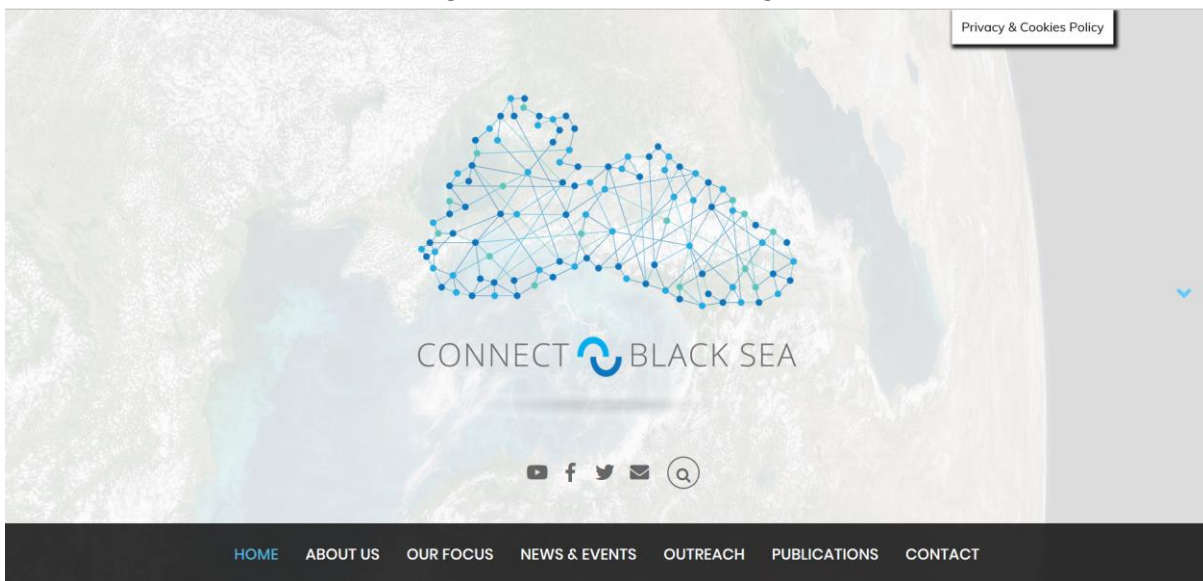 Privacy & Cookies Policy
CONNECT BLACK SEA
HOME ABOUT US OUR FOCUS NEWS & EVENTS OUTREACH PUBLICATIONS CONTACT